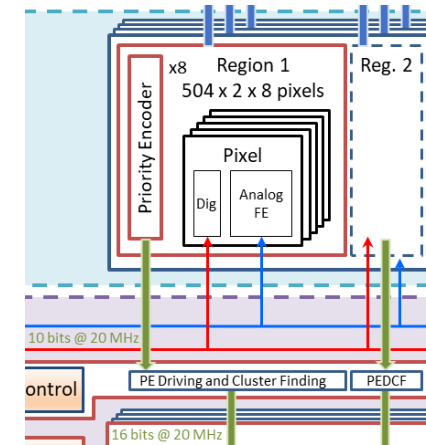 x8
Region 1
Reg. 2
504 x 2 x 8 pixels
Priority Encoder
Pixel
Dig
Analog
FE
10 bits @ 20 MHz
ontrol
PE Driving and Cluster Finding
PEDCF
16 bits @ 20 MHz